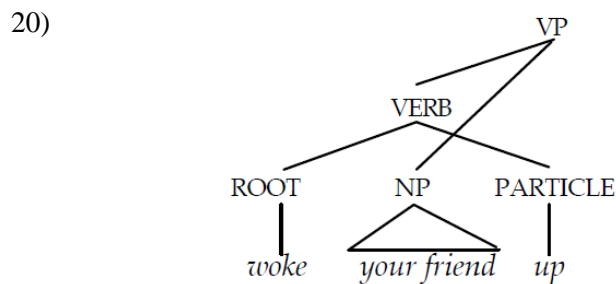 20)
VP
VERB
ROOT NP PARTICLE
woke your friend up